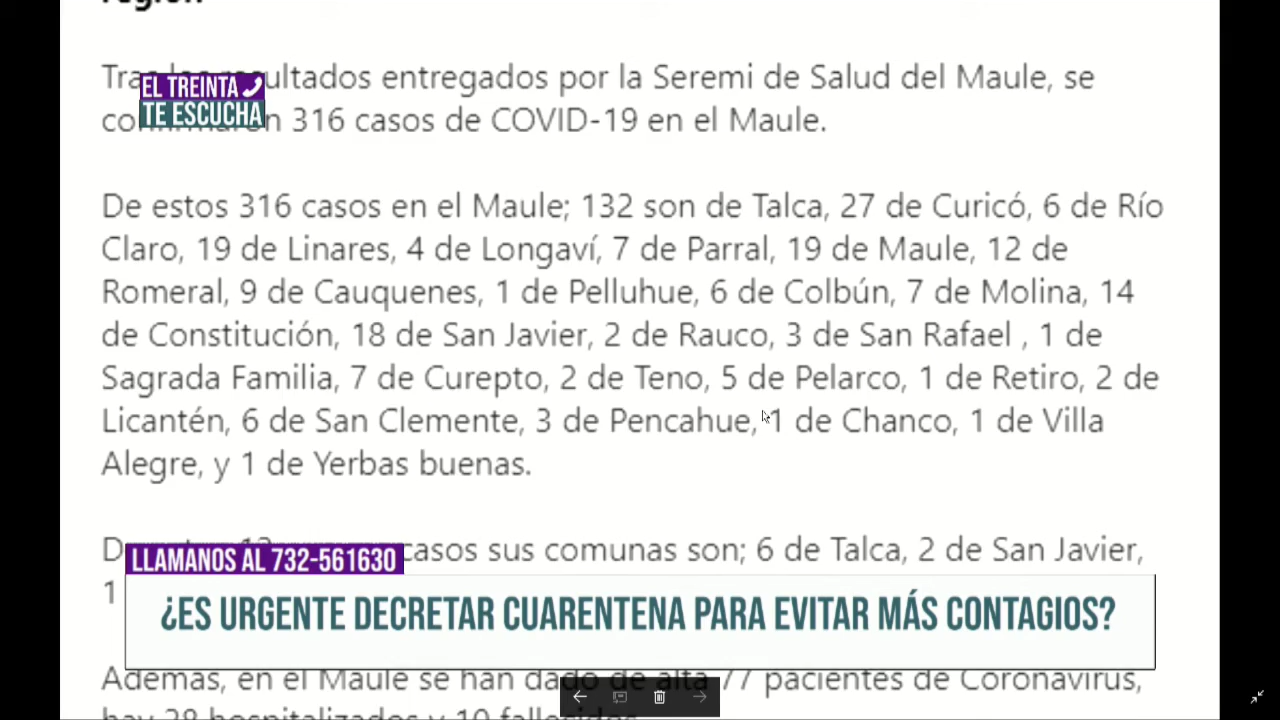 región
Tras los resultados entregados por la Seremi de Salud del Maule, se
EL TREINTA
TE ESCUCHA
confirmaron 316 casos de COVID-19 en el Maule.
De estos 316 casos en el Maule; 132 son de Talca, 27 de Curicó, 6 de Río
Claro, 19 de Linares, 4 de Longaví, 7 de Parral, 19 de Maule, 12 de
Romeral, 9 de Cauquenes, 1 de Pelluhue, 6 de Colbún, 7 de Molina, 14
de Constitución, 18 de San Javier, 2 de Rauco, 3 de San Rafael , 1 de
Sagrada Familia, 7 de Curepto, 2 de Teno, 5 de Pelarco, 1 de Retiro, 2 de
Licantén, 6 de San Clemente, 3 de Pencahue, 1 de Chanco, 1 de Villa
Alegre, y 1 de Yerbas buenas.
casos sus comunas son; 6 de Talca, 2 de San Javier,
LLAMANOS AL 732-561630
1
¿ES URGENTE DECRETAR CUARENTENA PARA EVITAR MÁS CONTAGIOS?
Además, en el Maule se han dado de alta 77 pacientes de Coronavirus,
hay 28 hospitalizados y 10 fallecidos.